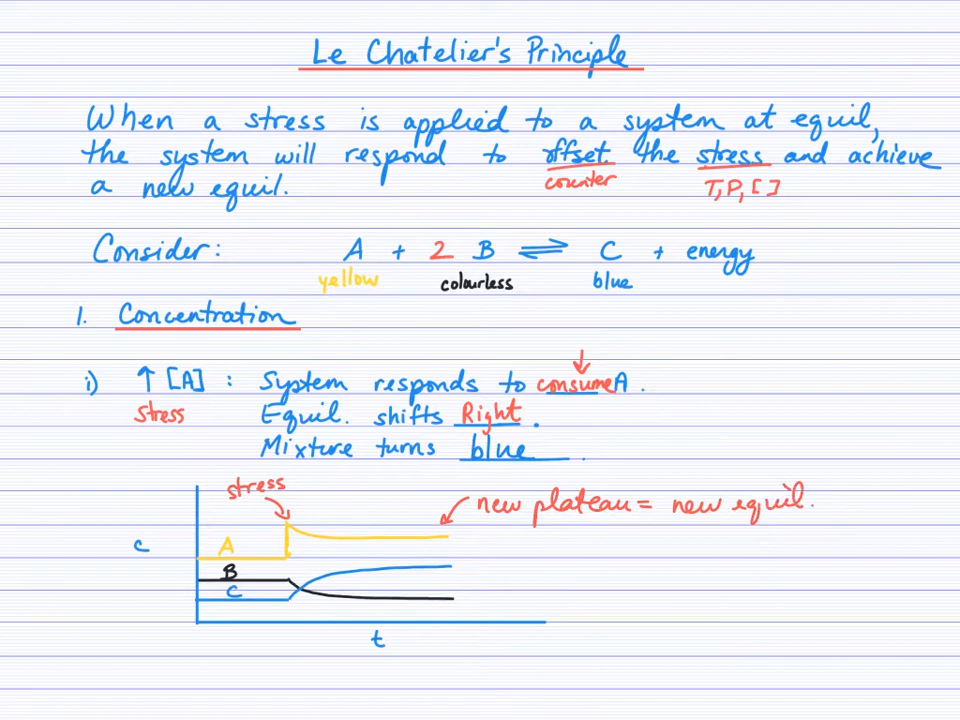 Le Chatelier's Principle
When a stress is applied to a system at equil,
the system will respond to offset the stress and achieve
counter T, P, [ ]
a new equil.
Consider: A + 2 B ⇌ C + energy
yellow colourless blue
1. Concentration
i) ↑ [A] : System responds to consume A.
stress Equil. shifts Right.
Mixture turns blue.
stress
new plateau = new equil.
A
c
B
C
t